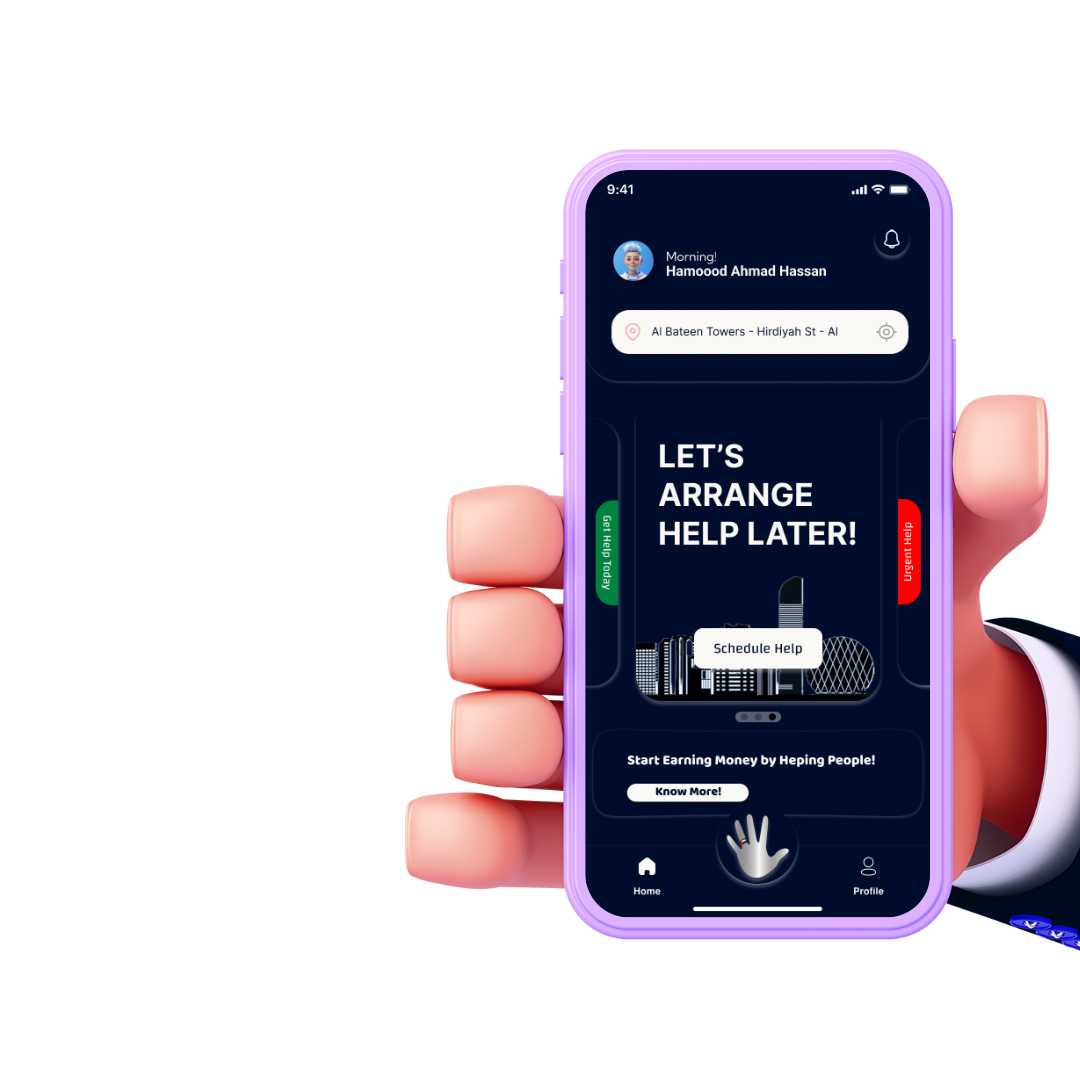 9:41
Morning!
Hamoood Ahmad Hassan
Al Bateen Towers - Hirdiyah St - Al
LET’S
ARRANGE
HELP LATER!
Get Help Today
Urgent Help
Schedule Help
Start Earning Money by Heping People!
Know More!
Home
Profile